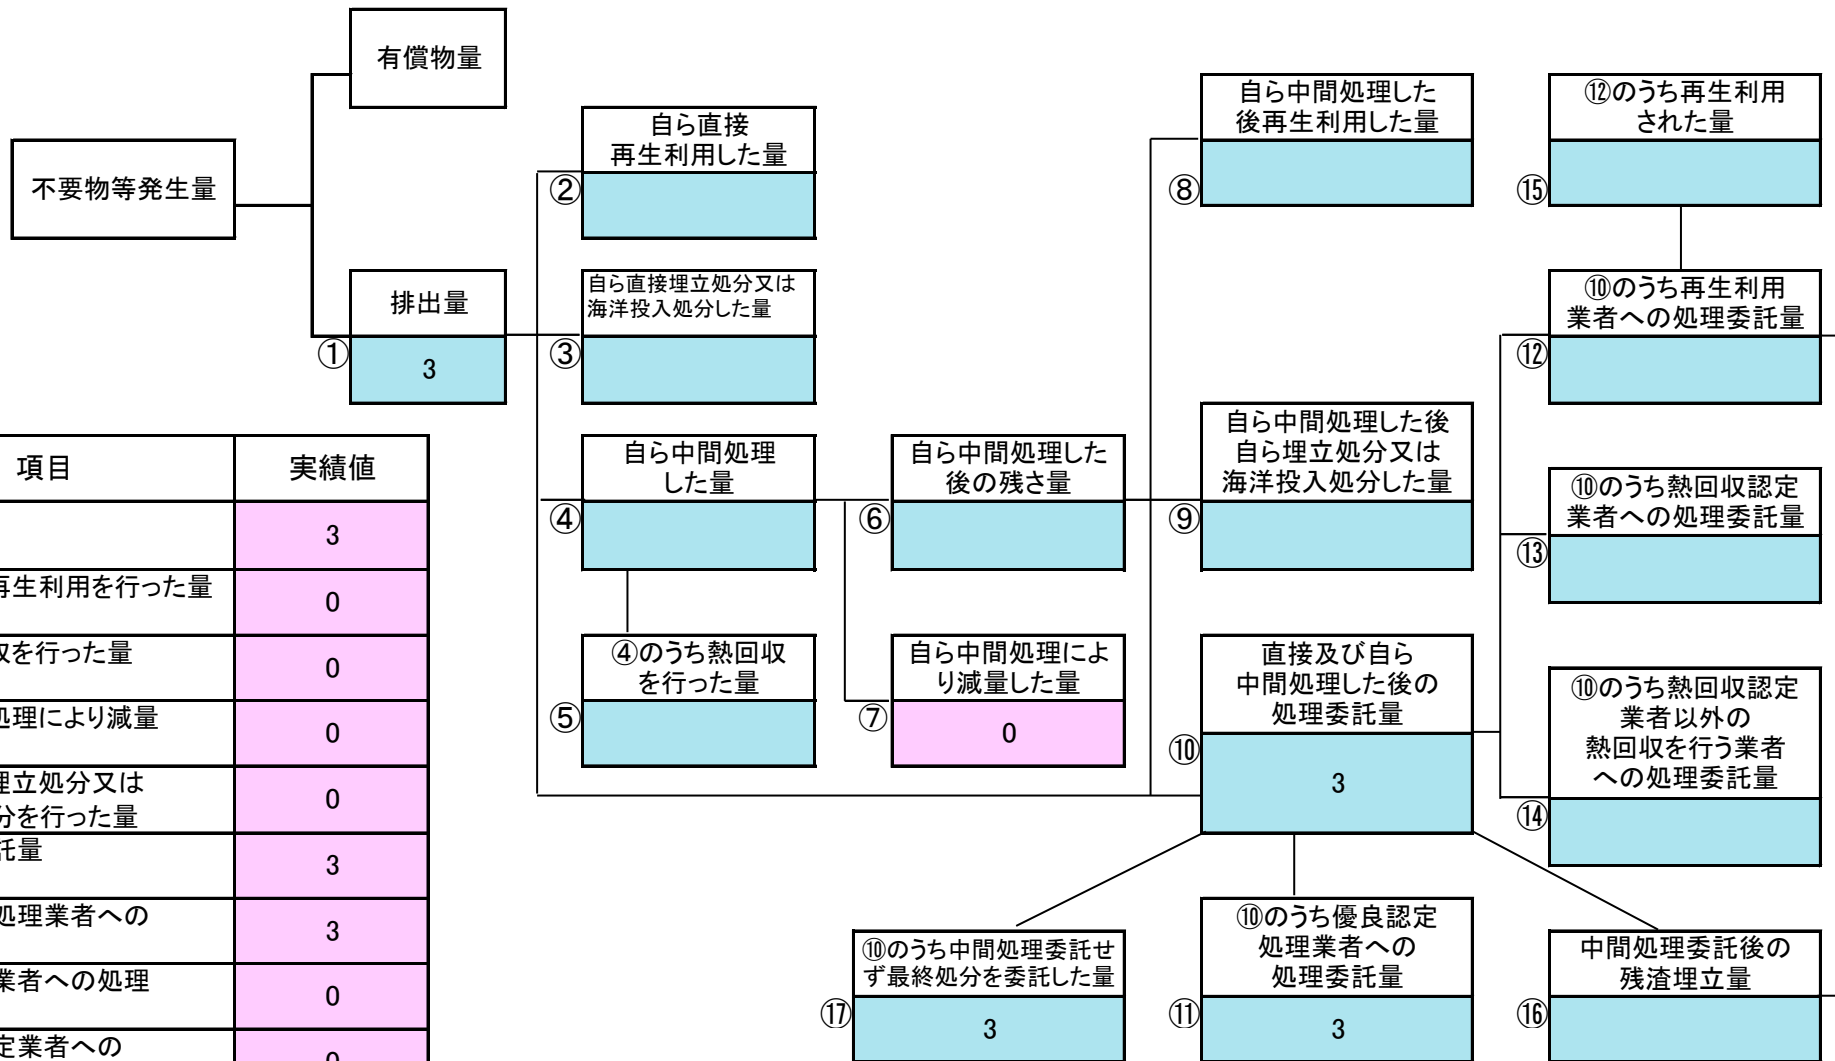 有償物量
不要物等発生量
排出量
①
3
自ら直接
再生利用した量
②
自ら直接埋立処分又は
海洋投入処分した量
③
自ら中間処理
した量
④
④のうち熱回収
を行った量
⑤
自ら中間処理した
後の残さ量
⑥
自ら中間処理によ
り減量した量
⑦
0
自ら中間処理した
後再生利用した量
⑧
自ら中間処理した後
自ら埋立処分又は
海洋投入処分した量
⑨
直接及び自ら
中間処理した後の
処理委託量
⑩
3
⑩のうち優良認定
処理業者への
処理委託量
⑪
3
⑩のうち再生利用
業者への処理委託量
⑫
⑩のうち熱回収認定
業者への処理委託量
⑬
⑩のうち熱回収認定
業者以外の
熱回収を行う業者
への処理委託量
⑭
⑫のうち再生利用
された量
⑮
中間処理委託後の
残渣埋立量
⑯
⑩のうち中間処理委託せ
ず最終処分を委託した量
⑰
3
項目 実績値
3
再生利用を行った量 0
を行った量 0
処理により減量 0
埋立処分又は
分を行った量 0
託量 3
処理業者への 3
業者への処理 0
定業者への 0